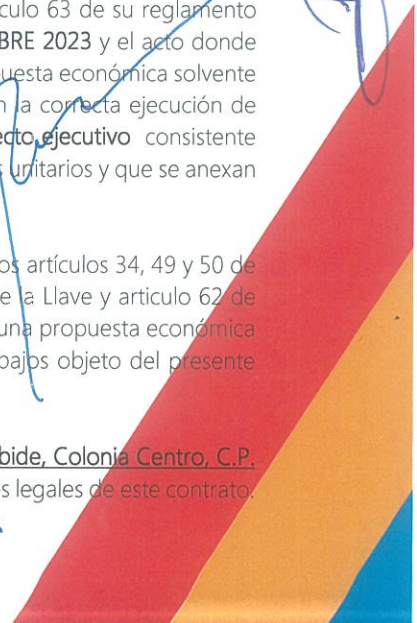 culo 63 de su reglamento
BRE 2023 y el acto donde
uesta económica solvente
n la correcta ejecución de
ecto ejecutivo consistente
s unitarios y que se anexan
os artículos 34, 49 y 50 de
e la Llave y articulo 62 de
una propuesta económica
bajos objeto del presente
bide, Colonia Centro, C.P.
s legales de este contrato.